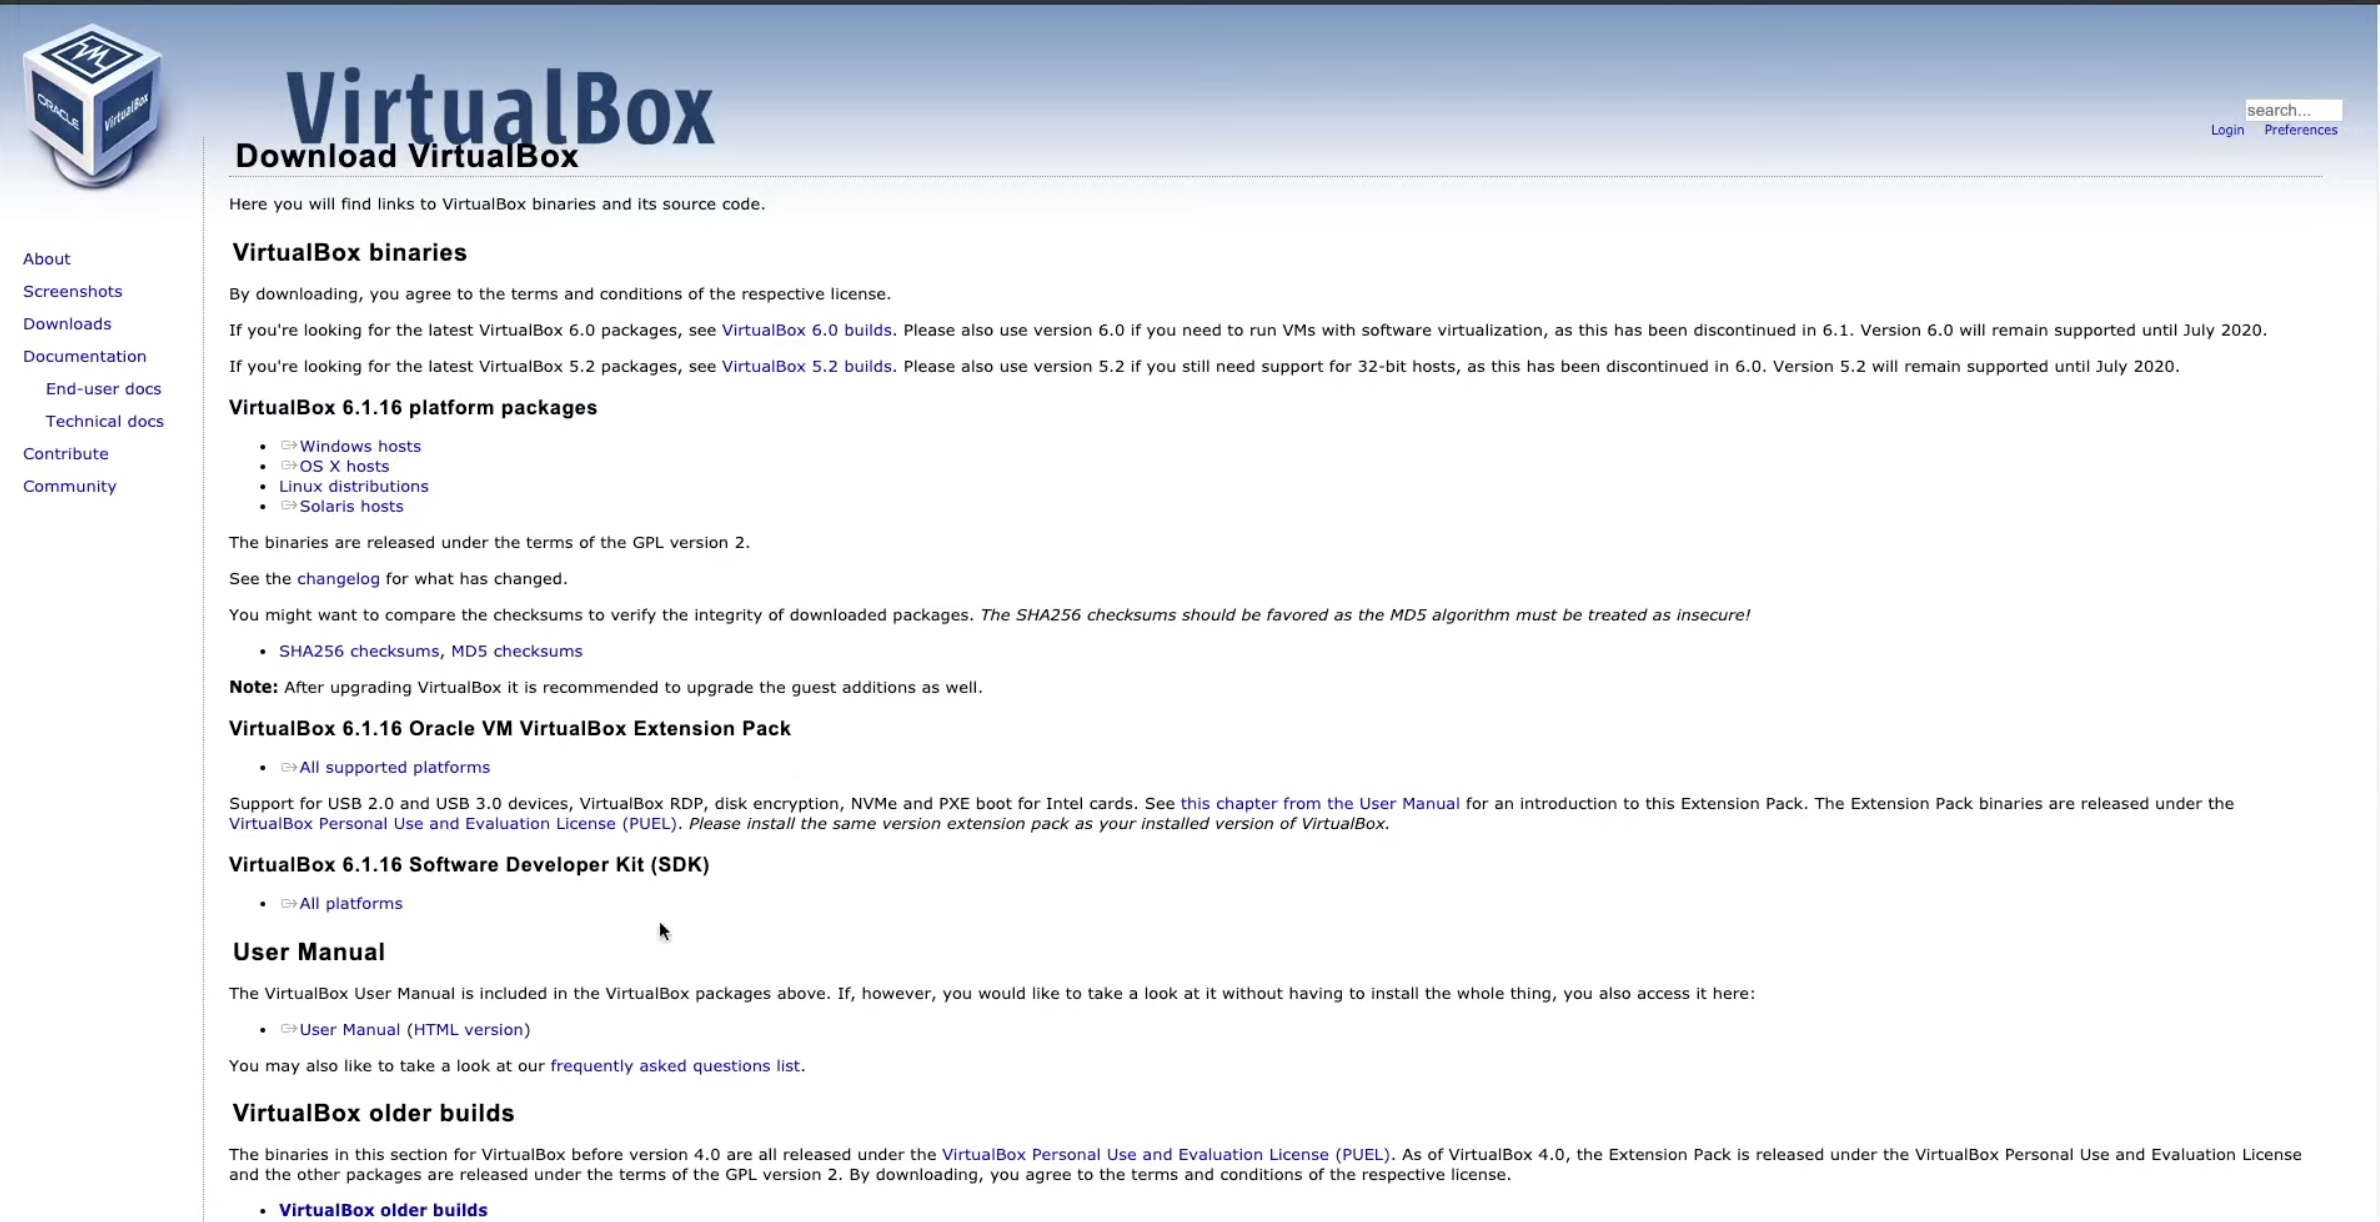 ORACLE
VirtualBox
VirtualBox
search...
Login Preferences
Download VirtualBox
Here you will find links to VirtualBox binaries and its source code.
About
Screenshots
Downloads
Documentation
End-user docs
Technical docs
Contribute
Community
VirtualBox binaries
By downloading, you agree to the terms and conditions of the respective license.
If you're looking for the latest VirtualBox 6.0 packages, see VirtualBox 6.0 builds. Please also use version 6.0 if you need to run VMs with software virtualization, as this has been discontinued in 6.1. Version 6.0 will remain supported until July 2020.
If you're looking for the latest VirtualBox 5.2 packages, see VirtualBox 5.2 builds. Please also use version 5.2 if you still need support for 32-bit hosts, as this has been discontinued in 6.0. Version 5.2 will remain supported until July 2020.
VirtualBox 6.1.16 platform packages
• Windows hosts
• OS X hosts
• Linux distributions
• Solaris hosts
The binaries are released under the terms of the GPL version 2.
See the changelog for what has changed.
You might want to compare the checksums to verify the integrity of downloaded packages. The SHA256 checksums should be favored as the MD5 algorithm must be treated as insecure!
• SHA256 checksums, MD5 checksums
Note: After upgrading VirtualBox it is recommended to upgrade the guest additions as well.
VirtualBox 6.1.16 Oracle VM VirtualBox Extension Pack
• All supported platforms
Support for USB 2.0 and USB 3.0 devices, VirtualBox RDP, disk encryption, NVMe and PXE boot for Intel cards. See this chapter from the User Manual for an introduction to this Extension Pack. The Extension Pack binaries are released under the
VirtualBox Personal Use and Evaluation License (PUEL). Please install the same version extension pack as your installed version of VirtualBox.
VirtualBox 6.1.16 Software Developer Kit (SDK)
• All platforms
User Manual
The VirtualBox User Manual is included in the VirtualBox packages above. If, however, you would like to take a look at it without having to install the whole thing, you also access it here:
• User Manual (HTML version)
You may also like to take a look at our frequently asked questions list.
VirtualBox older builds
The binaries in this section for VirtualBox before version 4.0 are all released under the VirtualBox Personal Use and Evaluation License (PUEL). As of VirtualBox 4.0, the Extension Pack is released under the VirtualBox Personal Use and Evaluation License
and the other packages are released under the terms of the GPL version 2. By downloading, you agree to the terms and conditions of the respective license.
• VirtualBox older builds